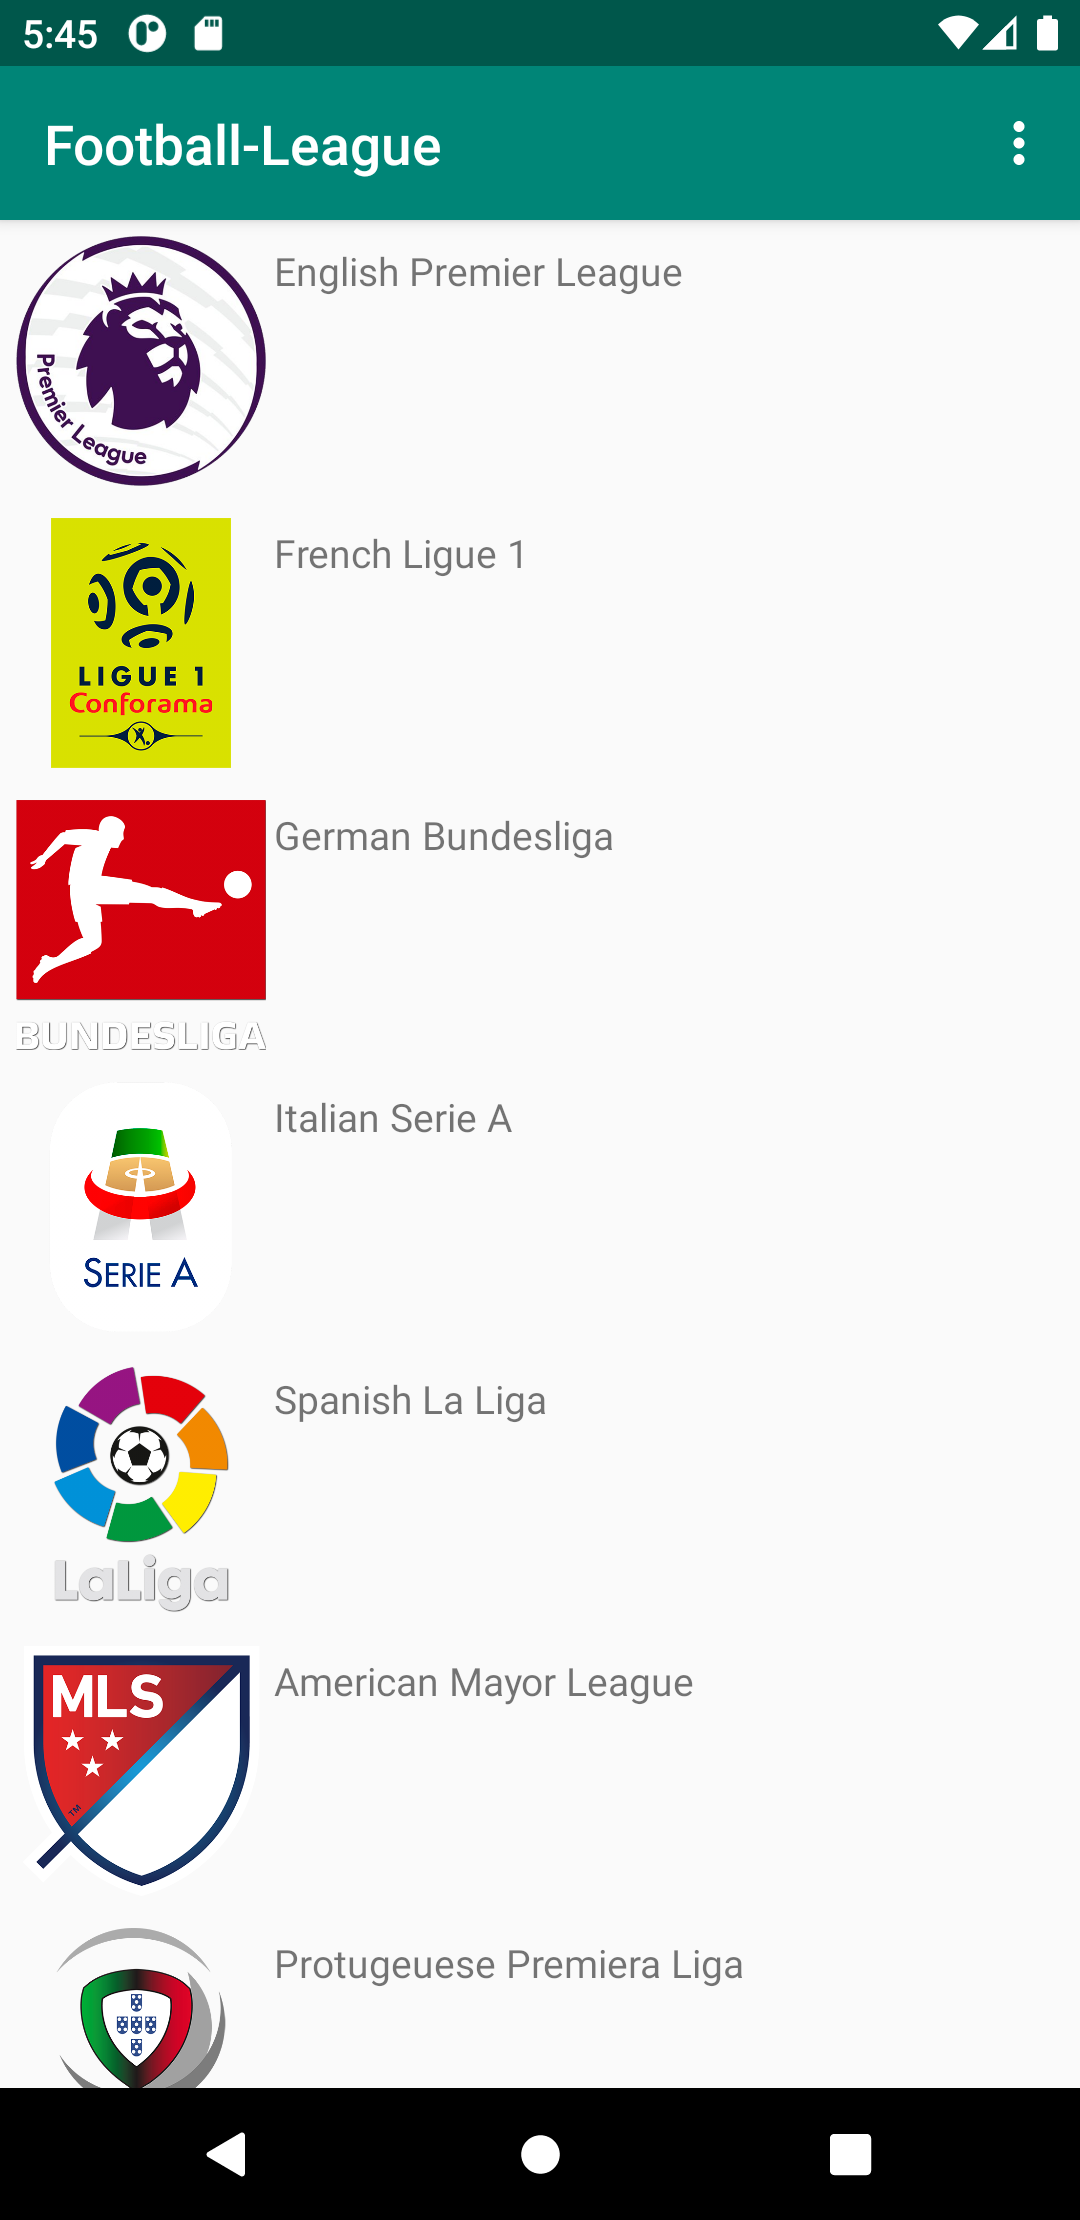 5:45
Football-League
Premier League
English Premier League
LIGUE 1
Conforama
French Ligue 1
BUNDESLIGA
German Bundesliga
SERIE A
Italian Serie A
LaLiga
Spanish La Liga
MLS
TM
American Mayor League
Protugeuese Premiera Liga